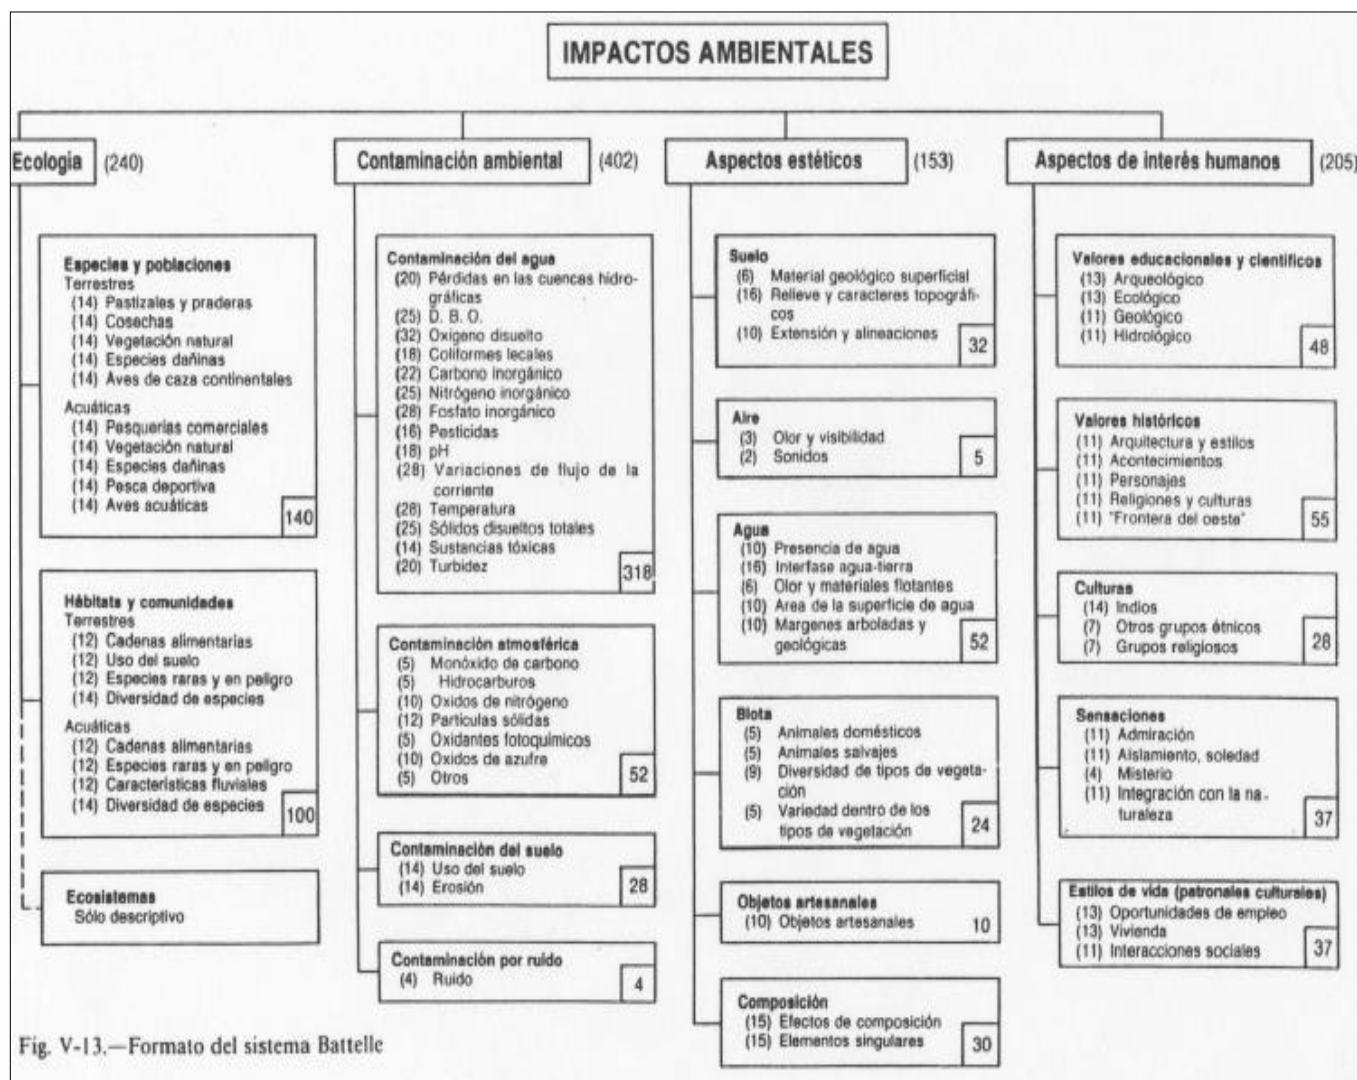 IMPACTOS AMBIENTALES
Ecología (240)
Especies y poblaciones
Terrestres
(14) Pastizales y praderas
(14) Cosechas
(14) Vegetación natural
(14) Especies dañinas
(14) Aves de caza continentales
Acuáticas
(14) Pesquerías comerciales
(14) Vegetación natural
(14) Especies dañinas
(14) Pesca deportiva
(14) Aves acuáticas
140
Hábitats y comunidades
Terrestres
(12) Cadenas alimentarias
(12) Uso del suelo
(12) Especies raras y en peligro
(14) Diversidad de especies
Acuáticas
(12) Cadenas alimentarias
(12) Especies raras y en peligro
(12) Características fluviales
(14) Diversidad de especies
100
Ecosistemas
Sólo descriptivo
Contaminación ambiental (402)
Contaminación del agua
(20) Pérdidas en las cuencas hidro-
gráficas
(25) D. B. O.
(32) Oxígeno disuelto
(18) Coliformes fecales
(22) Carbono inorgánico
(25) Nitrógeno inorgánico
(28) Fosfato inorgánico
(16) Pesticidas
(18) pH
(28) Variaciones de flujo de la
corriente
(28) Temperatura
(25) Sólidos disueltos totales
(14) Sustancias tóxicas
(20) Turbidez
318
Contaminación atmosférica
(5) Monóxido de carbono
(5) Hidrocarburos
(10) Oxidos de nitrógeno
(12) Partículas sólidas
(5) Oxidantes fotoquímicos
(10) Oxidos de azufre
(5) Otros
52
Contaminación del suelo
(14) Uso del suelo
(14) Erosión
28
Contaminación por ruido
(4) Ruido
4
Aspectos estéticos (153)
Suelo
(6) Material geológico superficial
(16) Relieve y caracteres topográfi-
cos
(10) Extensión y alineaciones
32
Aire
(3) Olor y visibilidad
(2) Sonidos
5
Agua
(10) Presencia de agua
(16) Interfase agua-tierra
(6) Olor y materiales flotantes
(10) Area de la superficie de agua
(10) Margenes arboladas y
geológicas
52
Biota
(5) Animales domésticos
(5) Animales salvajes
(9) Diversidad de tipos de vegeta-
ción
(5) Variedad dentro de los
tipos de vegetación
24
Objetos artesanales
(10) Objetos artesanales
10
Composición
(15) Efectos de composición
(15) Elementos singulares
30
Aspectos de interés humanos (205)
Valores educacionales y científicos
(13) Arqueológico
(13) Ecológico
(11) Geológico
(11) Hidrológico
48
Valores históricos
(11) Arquitectura y estilos
(11) Acontecimientos
(11) Personajes
(11) Religiones y culturas
(11) "Frontera del oeste"
55
Culturas
(14) Indios
(7) Otros grupos étnicos
(7) Grupos religiosos
28
Sensaciones
(11) Admiración
(11) Aislamiento, soledad
(4) Misterio
(11) Integración con la na-
turaleza
37
Estilos de vida (patronales culturales)
(13) Oportunidades de empleo
(13) Vivienda
(11) Interacciones sociales
37
Fig. V-13.—Formato del sistema Battelle